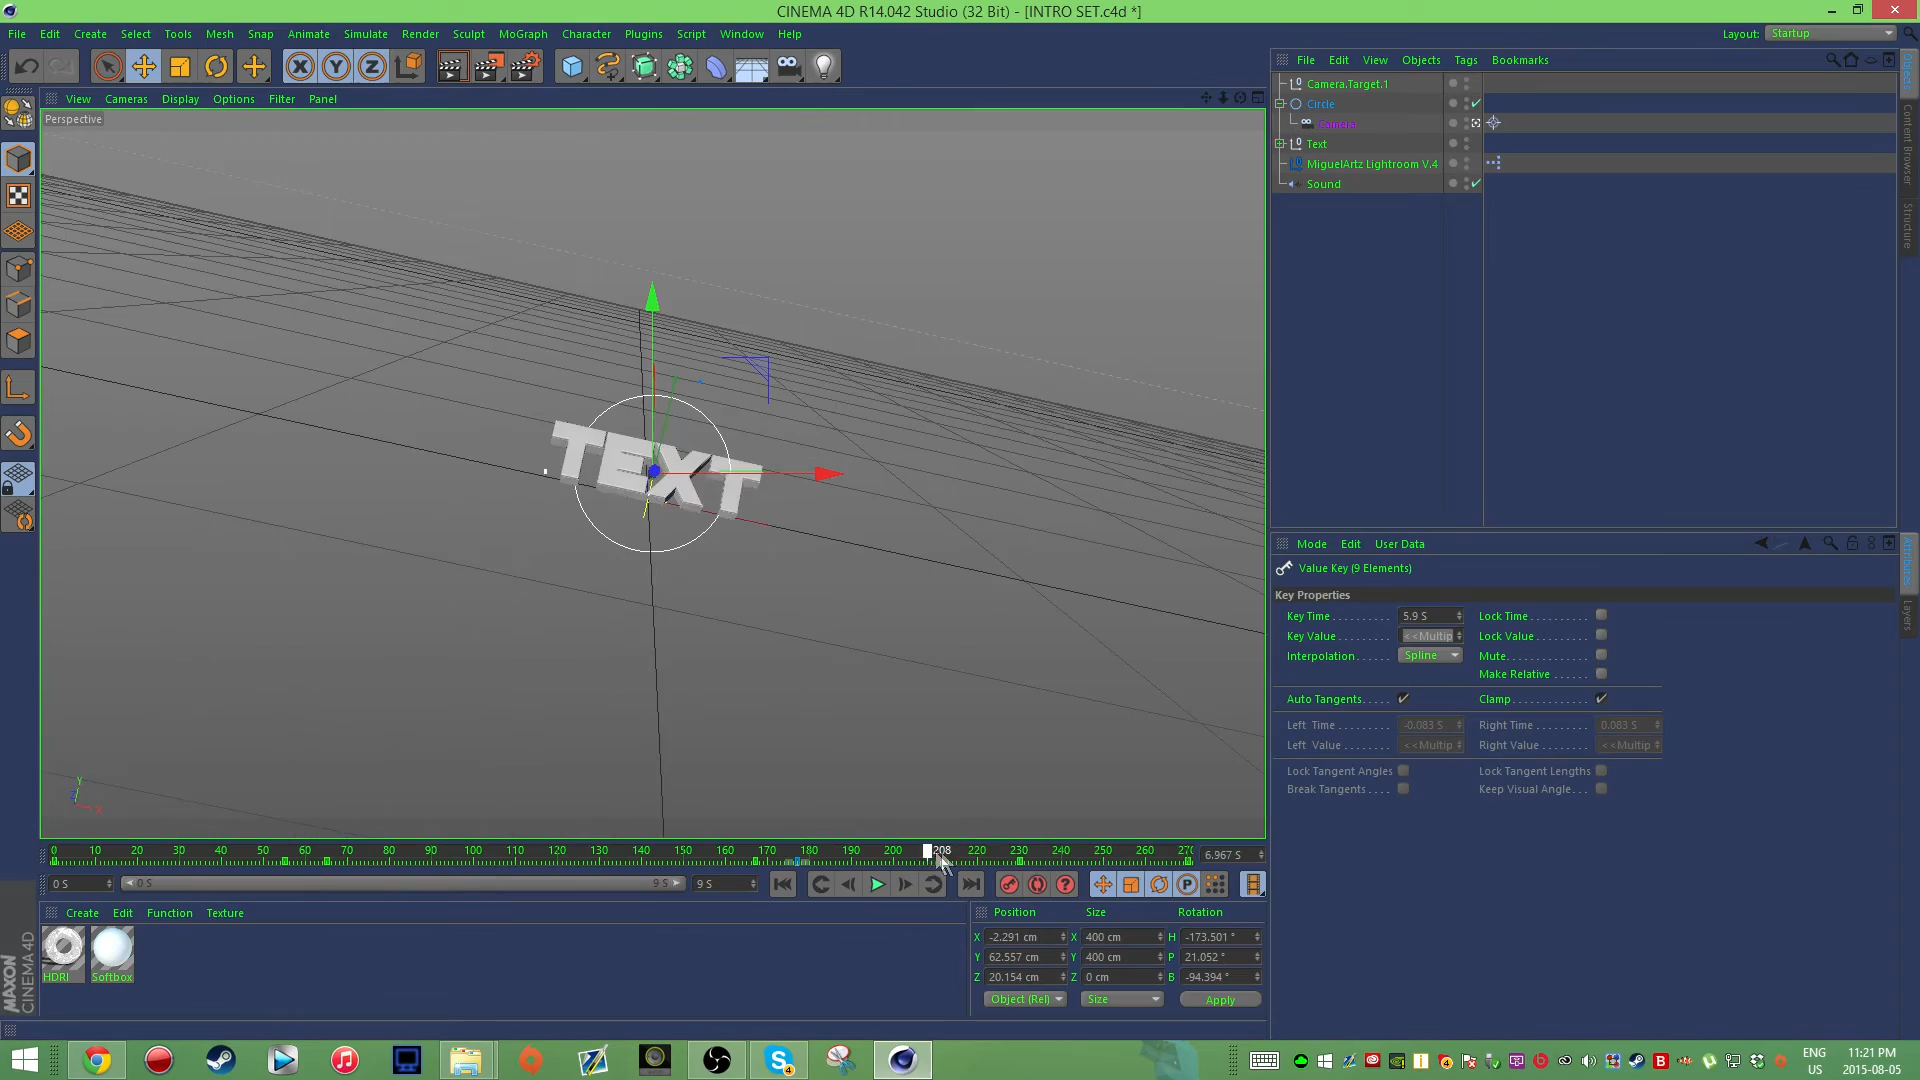 CINEMA 4D R14.042 Studio (32 Bit) - [INTRO SET.c4d *]
File Edit Create Select Tools Mesh Snap Animate Simulate Render Sculpt MoGraph Character Plugins Script Window Help
Layout: Startup
File Edit View Objects Tags Bookmarks
View Cameras Display Options Filter Panel
Perspective
Camera.Target.1
Circle
Camera
Text
MiguelArtz Lightroom V.4
Sound
Objects
Content Browser
Structure
TEXT
Y
X
Mode Edit User Data
Value Key (9 Elements)
Key Properties
Key Time 5.9 S Lock Time
Key Value <<Multip Lock Value
Interpolation Spline Mute
Make Relative
Auto Tangents Clamp
Left Time -0.083 S Right Time 0.083 S
Left Value <<Multip Right Value <<Multip
Lock Tangent Angles Lock Tangent Lengths
Break Tangents Keep Visual Angle
Attributes
Layers
0 10 20 30 40 50 60 70 80 90 100 110 120 130 140 150 160 170 180 190 200 208 220 230 240 250 260 270
6.967 S
0 S 0 S 9 S 9 S
Create Edit Function Texture
HDRI Softbox
MAXON CINEMA 4D
Position Size Rotation
X -2.291 cm X 400 cm H -173.501 °
Y 62.557 cm Y 400 cm P 21.052 °
Z 20.154 cm Z 0 cm B -94.394 °
Object (Rel) Size Apply
ENG 11:21 PM
US 2015-08-05